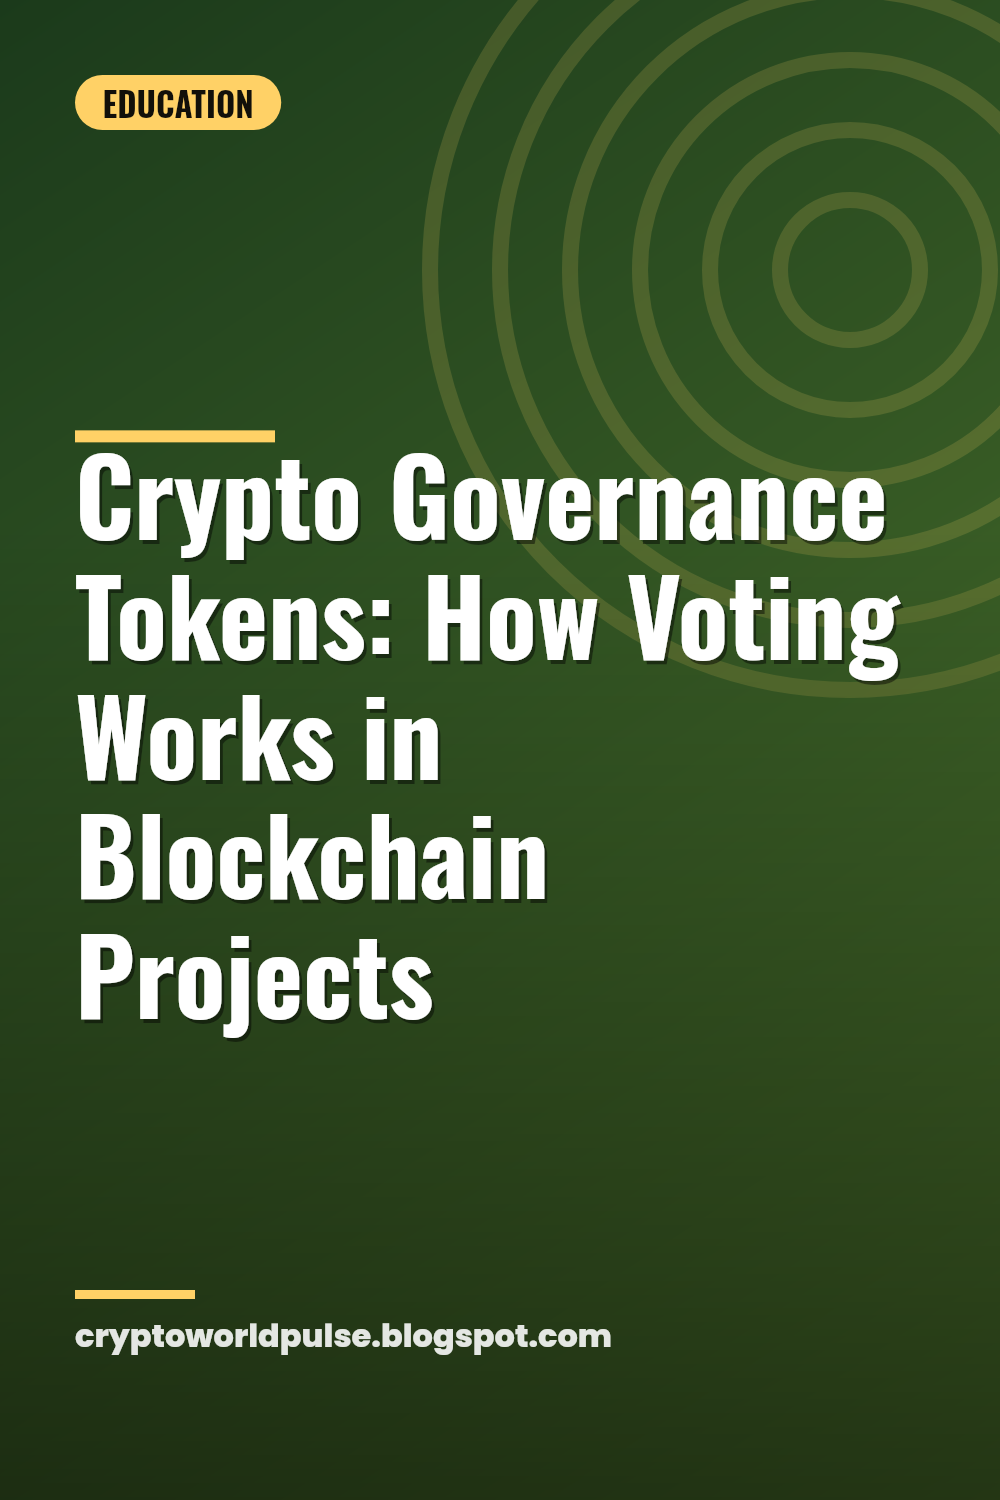 EDUCATION
Crypto Governance
Tokens: How Voting
Works in
Blockchain
Projects
cryptoworldpulse.blogspot.com